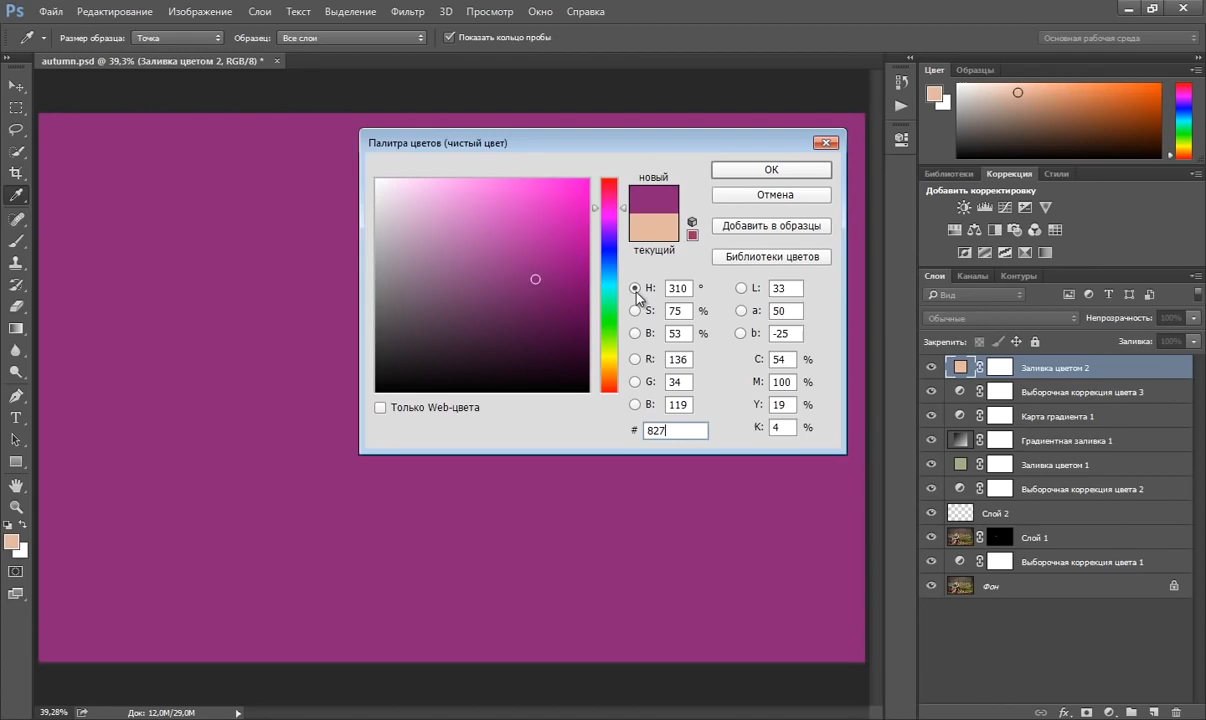 Ps Файл Редактирование Изображение Слои Текст Выделение Фильтр 3D Просмотр Окно Справка
Размер образца: Точка Образец: Все слои Показать кольцо пробы Основная рабочая среда
autumn.psd @ 39,3% (Заливка цветом 2, RGB/8) * ×
Цвет Образцы
Палитра цветов (чистый цвет)
новый
текущий
OK
Отмена
Добавить в образцы
Библиотеки цветов
H: 310 ° L: 33
S: 75 % a: 50
B: 53 % b: -25
R: 136 C: 54 %
G: 34 M: 100 %
B: 119 Y: 19 %
# 827 K: 4 %
Только Web-цвета
Библиотеки Коррекция Стили
Добавить корректировку
Слои Каналы Контуры
Вид
Обычные Непрозрачность: 100%
Закрепить: Заливка: 100%
Заливка цветом 2
Выборочная коррекция цвета 3
Карта градиента 1
Градиентная заливка 1
Заливка цветом 1
Выборочная коррекция цвета 2
Слой 2
Слой 1
Выборочная коррекция цвета 1
Фон
39,28% Док: 12,0M/29,0M
fx